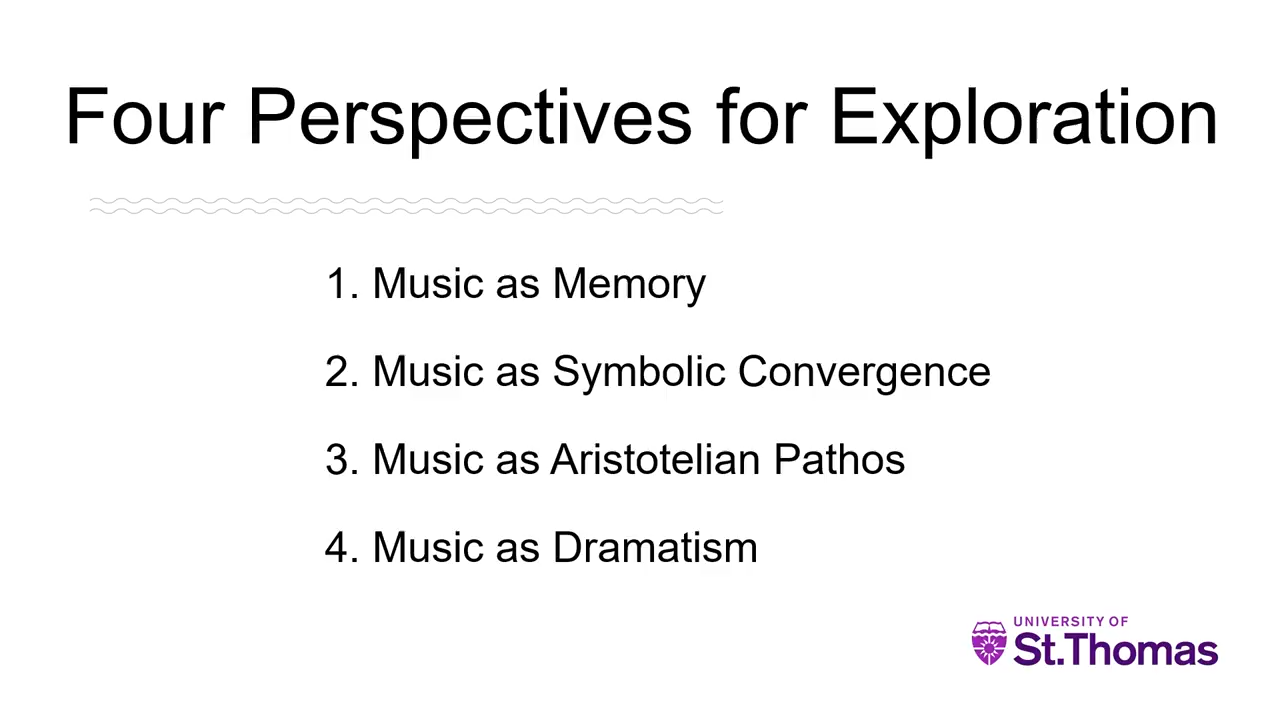 Four Perspectives for Exploration
1. Music as Memory
2. Music as Symbolic Convergence
3. Music as Aristotelian Pathos
4. Music as Dramatism
UNIVERSITY OF
St.Thomas